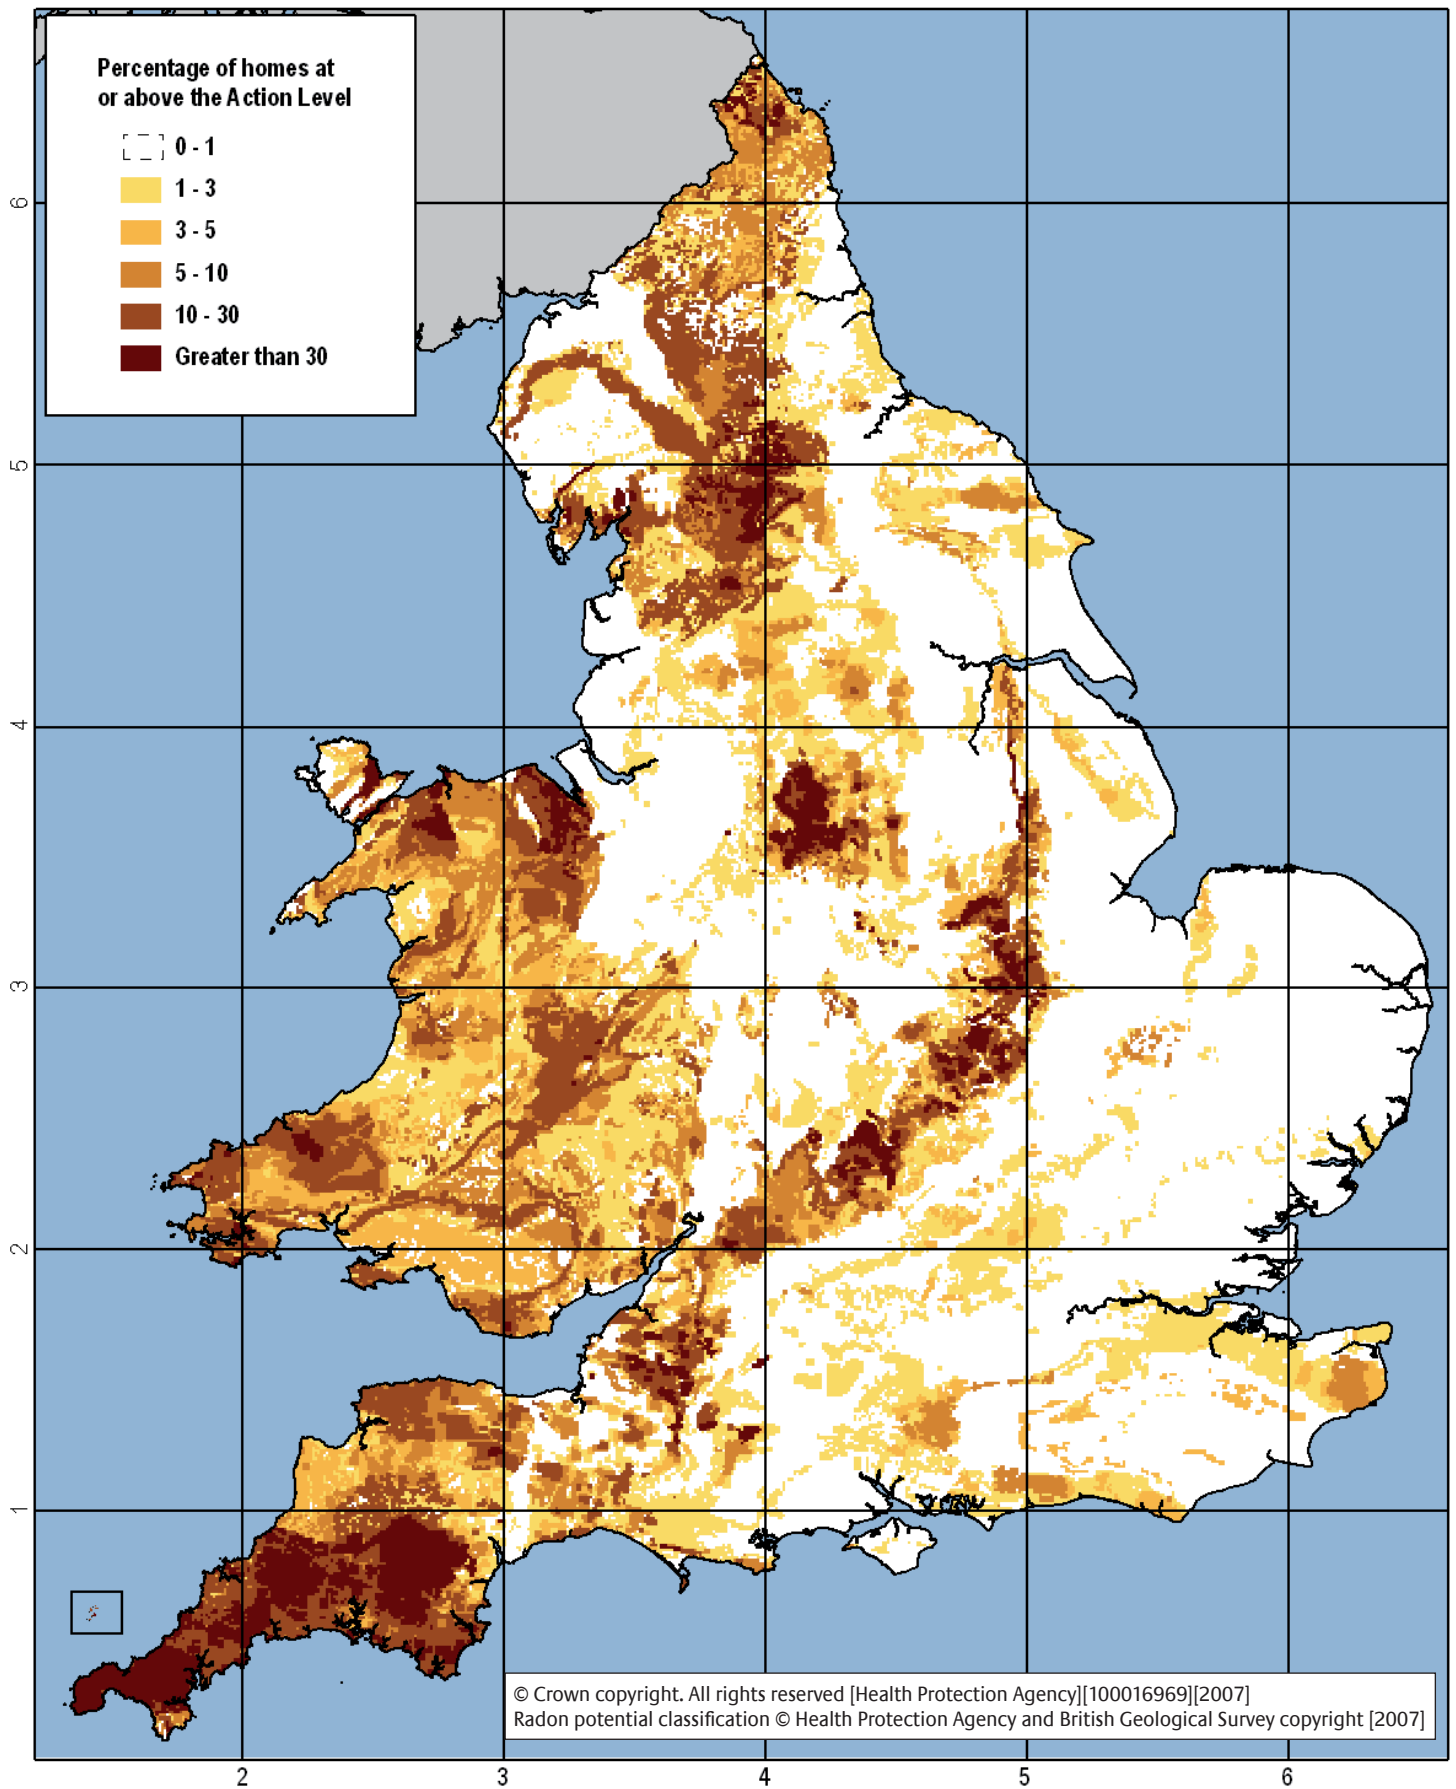 Percentage of homes at
or above the Action Level
0 - 1
1 - 3
3 - 5
5 - 10
10 - 30
Greater than 30
6
5
4
3
2
1
© Crown copyright. All rights reserved [Health Protection Agency][100016969][2007]
Radon potential classification © Health Protection Agency and British Geological Survey copyright [2007]
2 3 4 5 6